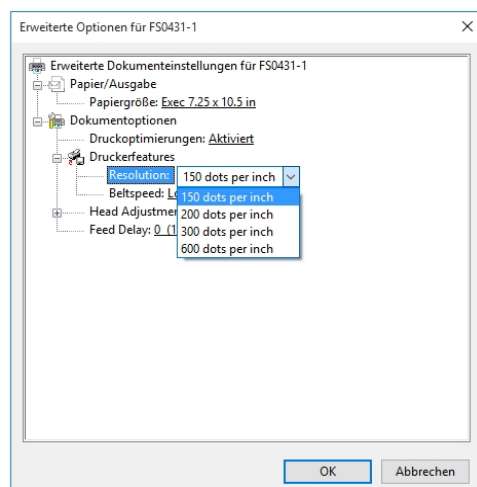 Erweiterte Optionen für FS0431-1
Erweiterte Dokumenteinstellungen für FS0431-1
Papier/Ausgabe
Papiergröße: Exec 7.25 x 10.5 in
Dokumentoptionen
Druckoptimierungen: Aktiviert
Druckerfeatures
Resolution: 150 dots per inch
Beltspeed:
150 dots per inch
Head
200 dots per inch
Feed Delay: 0
300 dots per inch
600 dots per inch
OK Abbrechen